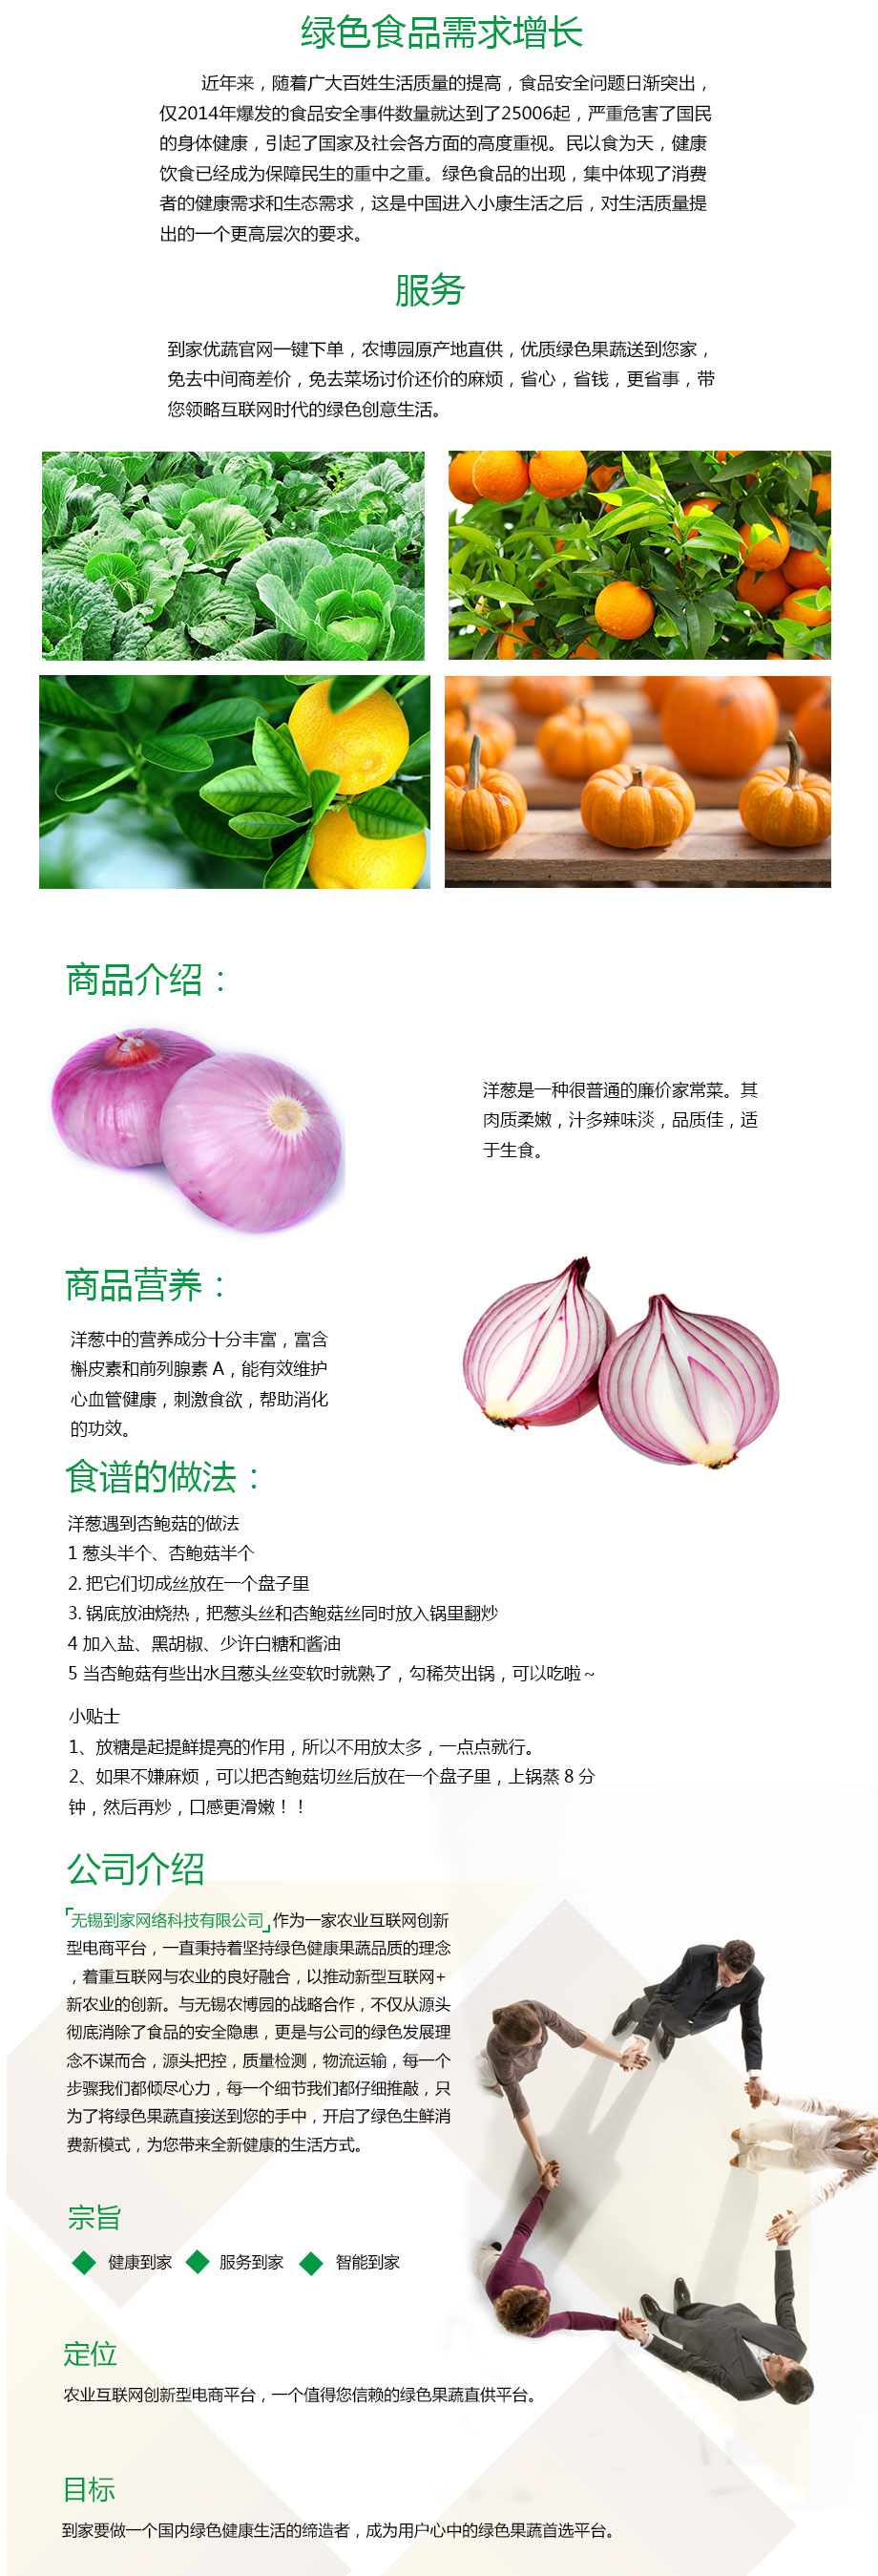 绿色食品需求增长
近年来，随着广大百姓生活质量的提高，食品安全问题日渐突出，
仅2014年爆发的食品安全事件数量就达到了25006起，严重危害了国民
的身体健康，引起了国家及社会各方面的高度重视。民以食为天，健康
饮食已经成为保障民生的重中之重。绿色食品的出现，集中体现了消费
者的健康需求和生态需求，这是中国进入小康生活之后，对生活质量提
出的一个更高层次的要求。
服务
到家优蔬官网一键下单，农博园原产地直供，优质绿色果蔬送到您家，
免去中间商差价，免去菜场讨价还价的麻烦，省心，省钱，更省事，带
您领略互联网时代的绿色创意生活。
商品介绍：
洋葱是一种很普通的廉价家常菜。其
肉质柔嫩，汁多辣味淡，品质佳，适
于生食。
商品营养：
洋葱中的营养成分十分丰富，富含
槲皮素和前列腺素 A，能有效维护
心血管健康，刺激食欲，帮助消化
的功效。
食谱的做法：
洋葱遇到杏鲍菇的做法
1 葱头半个、杏鲍菇半个
2. 把它们切成丝放在一个盘子里
3. 锅底放油烧热，把葱头丝和杏鲍菇丝同时放入锅里翻炒
4 加入盐、黑胡椒、少许白糖和酱油
5 当杏鲍菇有些出水且葱头丝变软时就熟了，勾稀芡出锅，可以吃啦~
小贴士
1、放糖是起提鲜提亮的作用，所以不用放太多，一点点就行。
2、如果不嫌麻烦，可以把杏鲍菇切丝后放在一个盘子里，上锅蒸 8 分
钟，然后再炒，口感更滑嫩！！
公司介绍
「无锡到家网络科技有限公司」作为一家农业互联网创新
型电商平台，一直秉持着坚持绿色健康果蔬品质的理念
，着重互联网与农业的良好融合，以推动新型互联网+
新农业的创新。与无锡农博园的战略合作，不仅从源头
彻底消除了食品的安全隐患，更是与公司的绿色发展理
念不谋而合，源头把控，质量检测，物流运输，每一个
步骤我们都倾尽心力，每一个细节我们都仔细推敲，只
为了将绿色果蔬直接送到您的手中，开启了绿色生鲜消
费新模式，为您带来全新健康的生活方式。
宗旨
健康到家 服务到家 智能到家
定位
农业互联网创新型电商平台，一个值得您信赖的绿色果蔬直供平台。
目标
到家要做一个国内绿色健康生活的缔造者，成为用户心中的绿色果蔬首选平台。